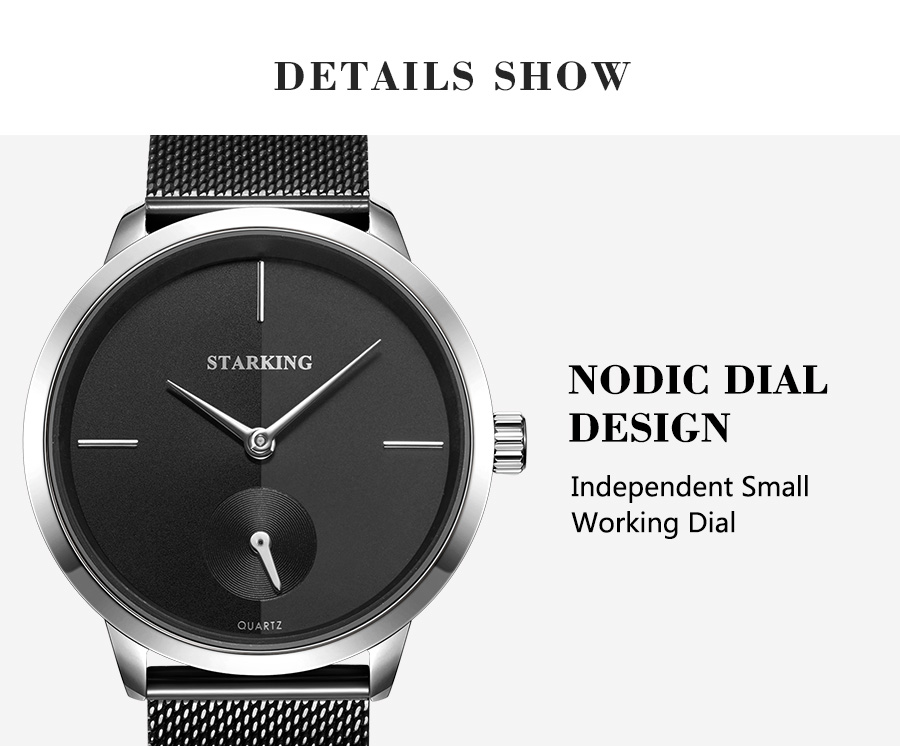 DETAILS SHOW
STARKING
QUARTZ
NODIC DIAL
DESIGN
Independent Small
Working Dial